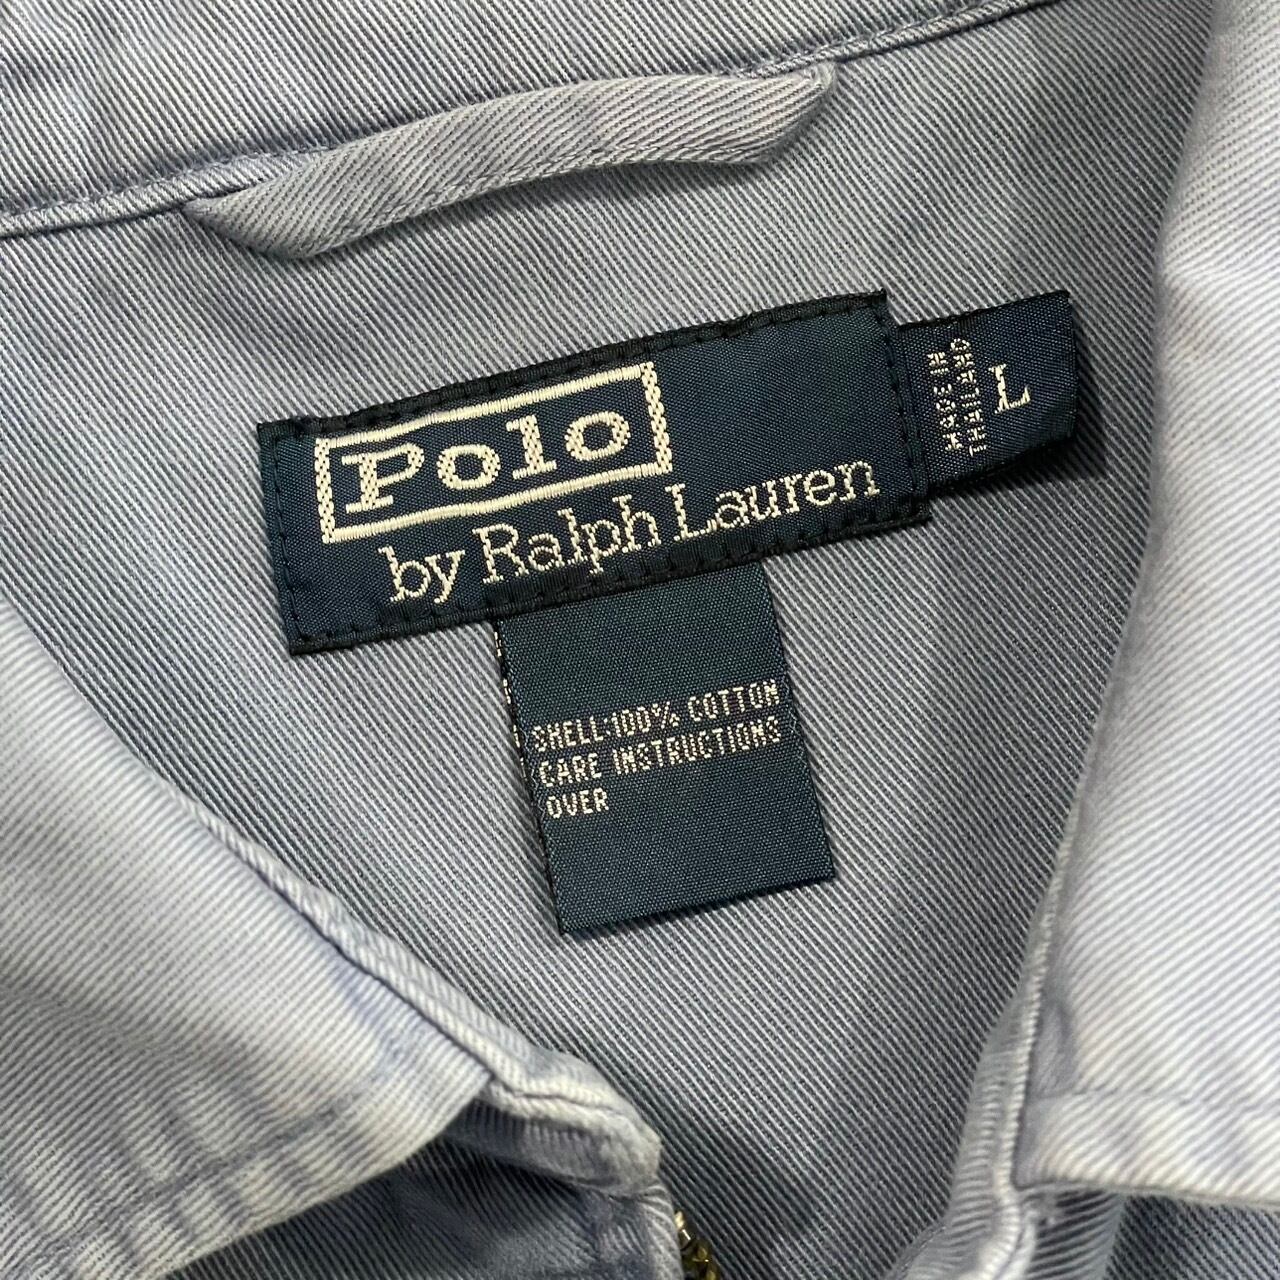 Polo
by Ralph Lauren
MADE IN
THAILAND
L
SHELL:100% COTTON
CARE INSTRUCTIONS
OVER